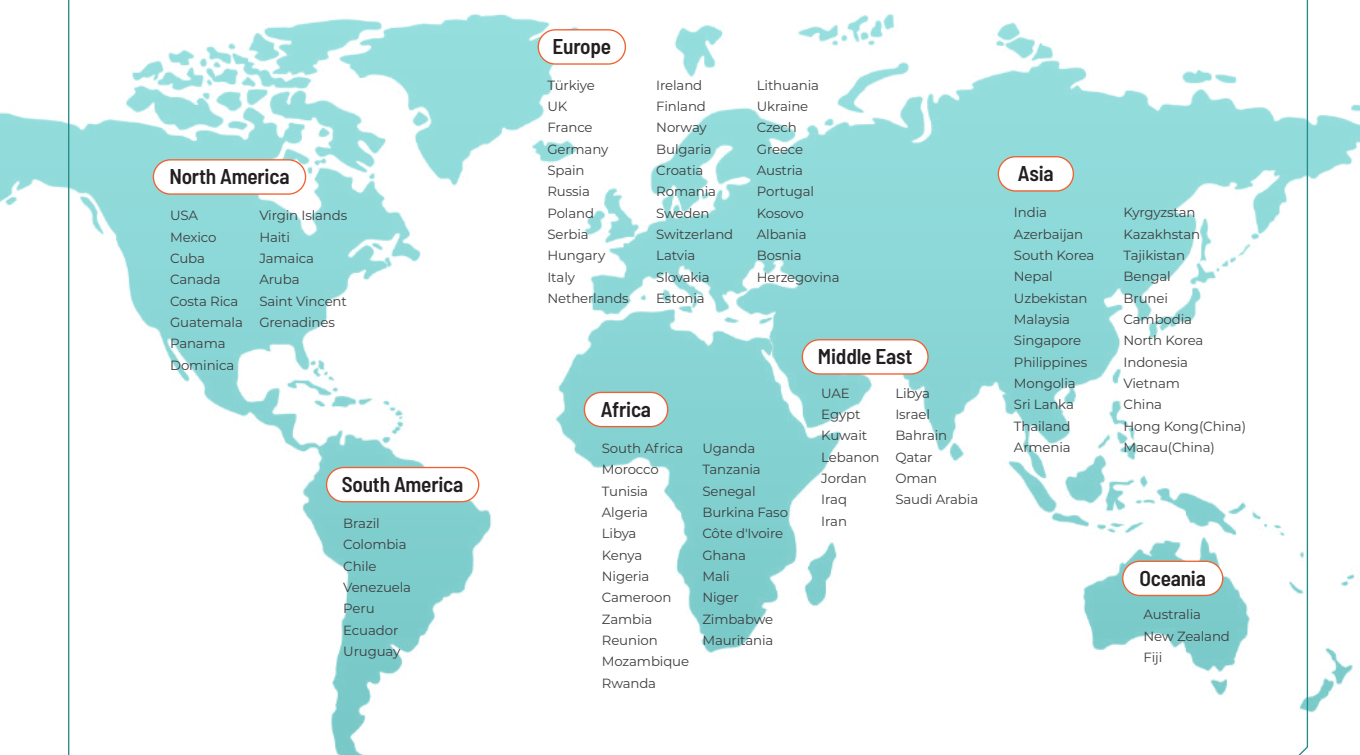 Europe
Türkiye
UK
France
Germany
Spain
Russia
Poland
Serbia
Hungary
Italy
Netherlands
Ireland
Finland
Norway
Bulgaria
Croatia
Romania
Sweden
Switzerland
Latvia
Slovakia
Estonia
Lithuania
Ukraine
Czech
Greece
Austria
Portugal
Kosovo
Albania
Bosnia
Herzegovina
North America
USA
Mexico
Cuba
Canada
Costa Rica
Guatemala
Panama
Dominica
Virgin Islands
Haiti
Jamaica
Aruba
Saint Vincent
Grenadines
Asia
India
Azerbaijan
South Korea
Nepal
Uzbekistan
Malaysia
Singapore
Philippines
Mongolia
Sri Lanka
Thailand
Armenia
Kyrgyzstan
Kazakhstan
Tajikistan
Bengal
Brunei
Cambodia
North Korea
Indonesia
Vietnam
China
Hong Kong(China)
Macau(China)
Middle East
UAE
Egypt
Kuwait
Lebanon
Jordan
Iraq
Iran
Libya
Israel
Bahrain
Qatar
Oman
Saudi Arabia
Africa
South Africa
Morocco
Tunisia
Algeria
Libya
Kenya
Nigeria
Cameroon
Zambia
Reunion
Mozambique
Rwanda
Uganda
Tanzania
Senegal
Burkina Faso
Côte d'Ivoire
Ghana
Mali
Niger
Zimbabwe
Mauritania
South America
Brazil
Colombia
Chile
Venezuela
Peru
Ecuador
Uruguay
Oceania
Australia
New Zealand
Fiji